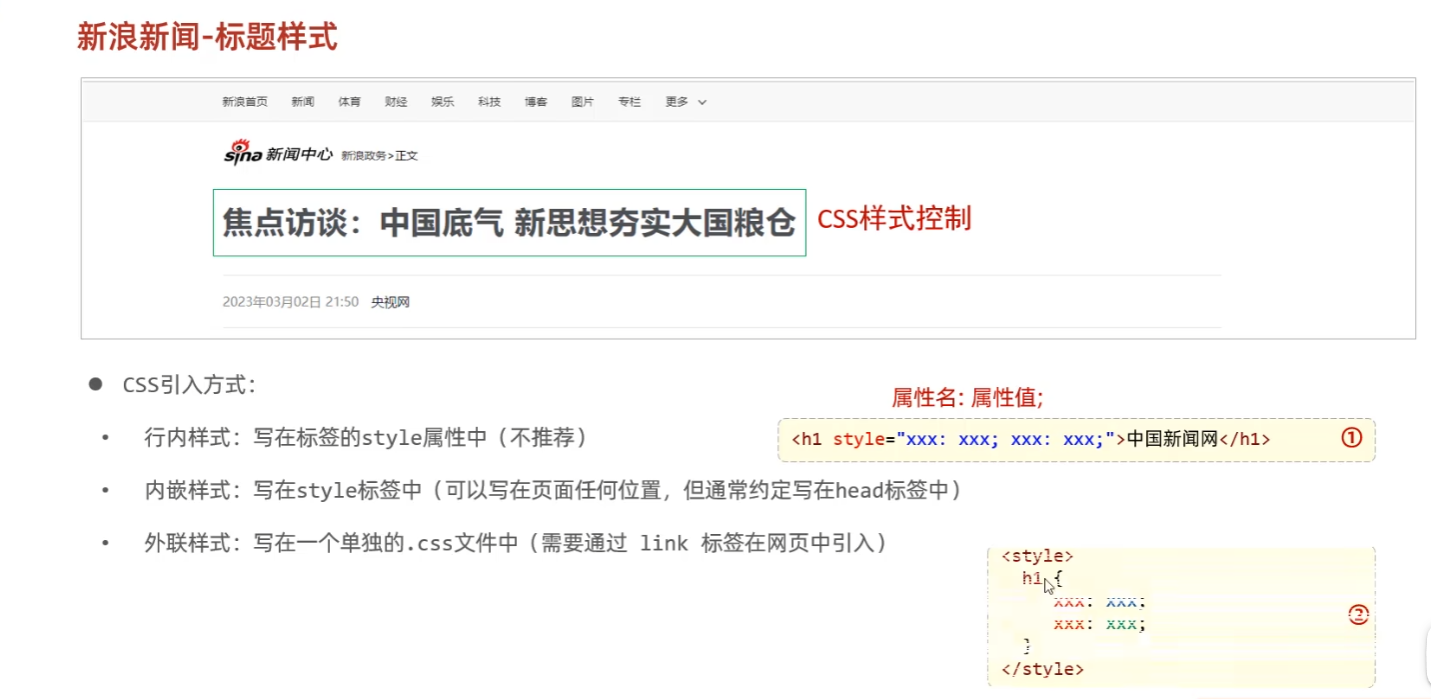 新浪新闻-标题样式
新浪首页 新闻 体育 财经 娱乐 科技 博客 图片 专栏 更多
sina 新闻中心 新浪政务>正文
焦点访谈：中国底气 新思想夯实大国粮仓
CSS样式控制
2023年03月02日 21:50 央视网
● CSS引入方式：
• 行内样式：写在标签的style属性中（不推荐）
• 内嵌样式：写在style标签中（可以写在页面任何位置，但通常约定写在head标签中）
• 外联样式：写在一个单独的.css文件中（需要通过 link 标签在网页中引入）
属性名: 属性值;
<h1 style="xxx: xxx; xxx: xxx;">中国新闻网</h1> ①
<style>
h1 {
xxx: xxx;
xxx: xxx;
}
</style>
②